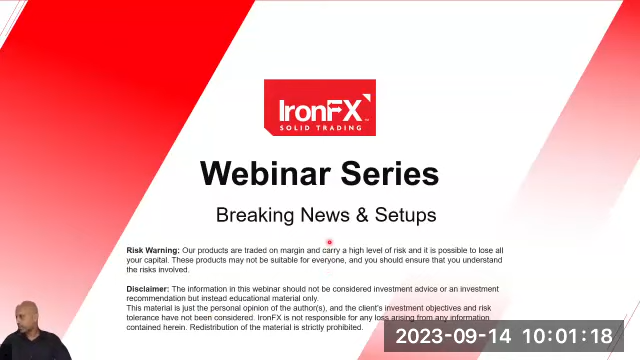 IronFX
SOLID TRADING
Webinar Series
Breaking News & Setups
Risk Warning: Our products are traded on margin and carry a high level of risk and it is possible to lose all
your capital. These products may not be suitable for everyone, and you should ensure that you understand
the risks involved.
Disclaimer: The information in this webinar should not be considered investment advice or an investment
recommendation but instead educational material only.
This material is just the personal opinion of the author(s), and the client's investment objectives and risk
tolerance have not been considered. IronFX is not responsible for any loss arising from any information
contained herein. Redistribution of the material is strictly prohibited.
2023-09-14 10:01:18